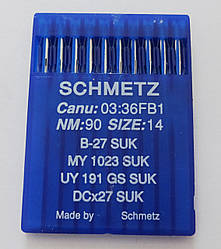 SCHMETZ
Canu: 03:36FB1
NM:90 SIZE:14
B-27 SUK
MY 1023 SUK
UY 191 GS SUK
DCx27 SUK
Made by Schmetz